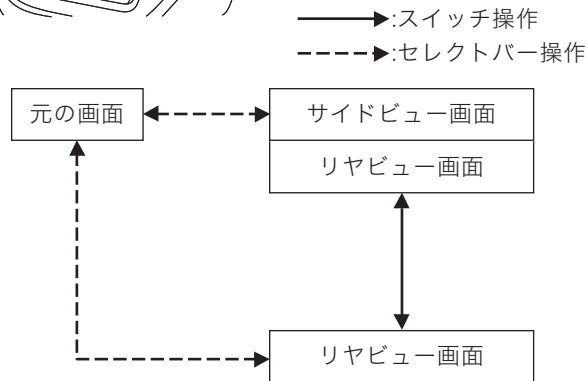 :スイッチ操作
:セレクトバー操作
元の画面
サイドビュー画面
リヤビュー画面
リヤビュー画面